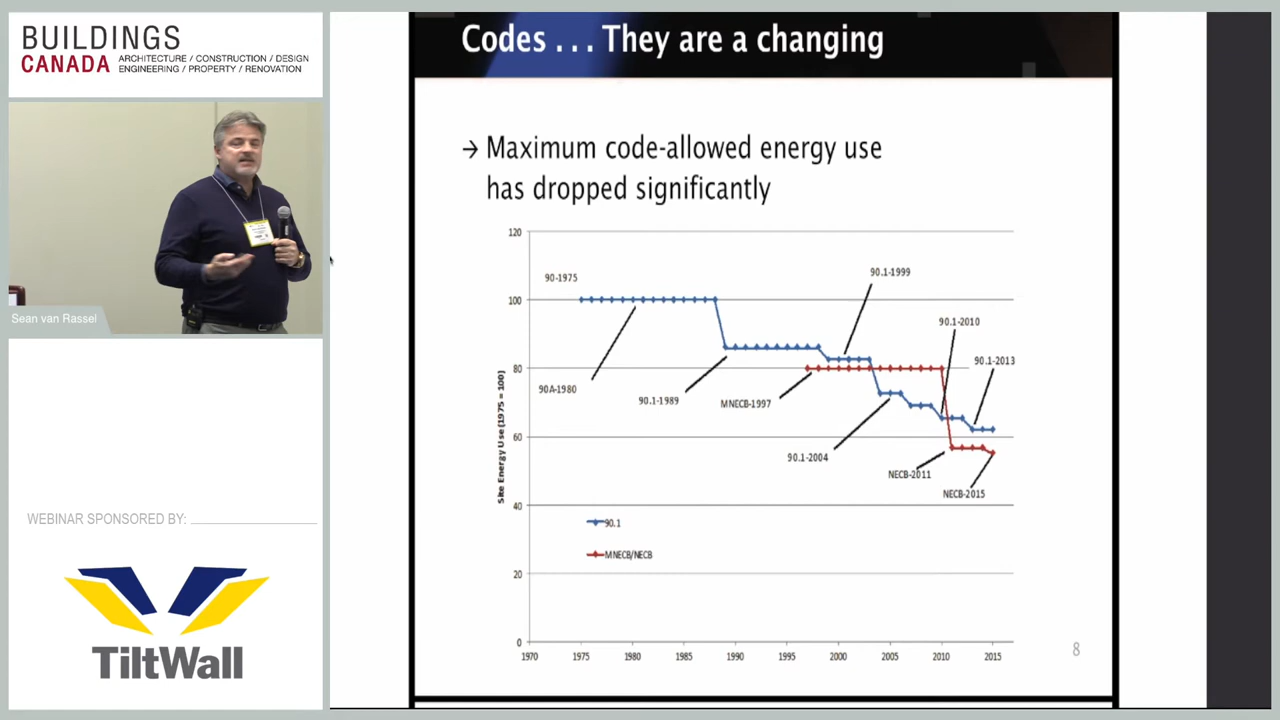 BUILDINGS
CANADA
ARCHITECTURE / CONSTRUCTION / DESIGN
ENGINEERING / PROPERTY / RENOVATION
Sean van Rassel
WEBINAR SPONSORED BY:
TiltWall
Codes . . . They are a changing
→ Maximum code-allowed energy use
has dropped significantly
Site Energy Use (1975 = 100)
120
100
80
60
40
20
0
1970
1975
1980
1985
1990
1995
2000
2005
2010
2015
90-1975
90A-1980
90.1-1989
MNECB-1997
90.1-1999
90.1-2004
90.1-2010
90.1-2013
NECB-2011
NECB-2015
90.1
MNECB/NECB
8